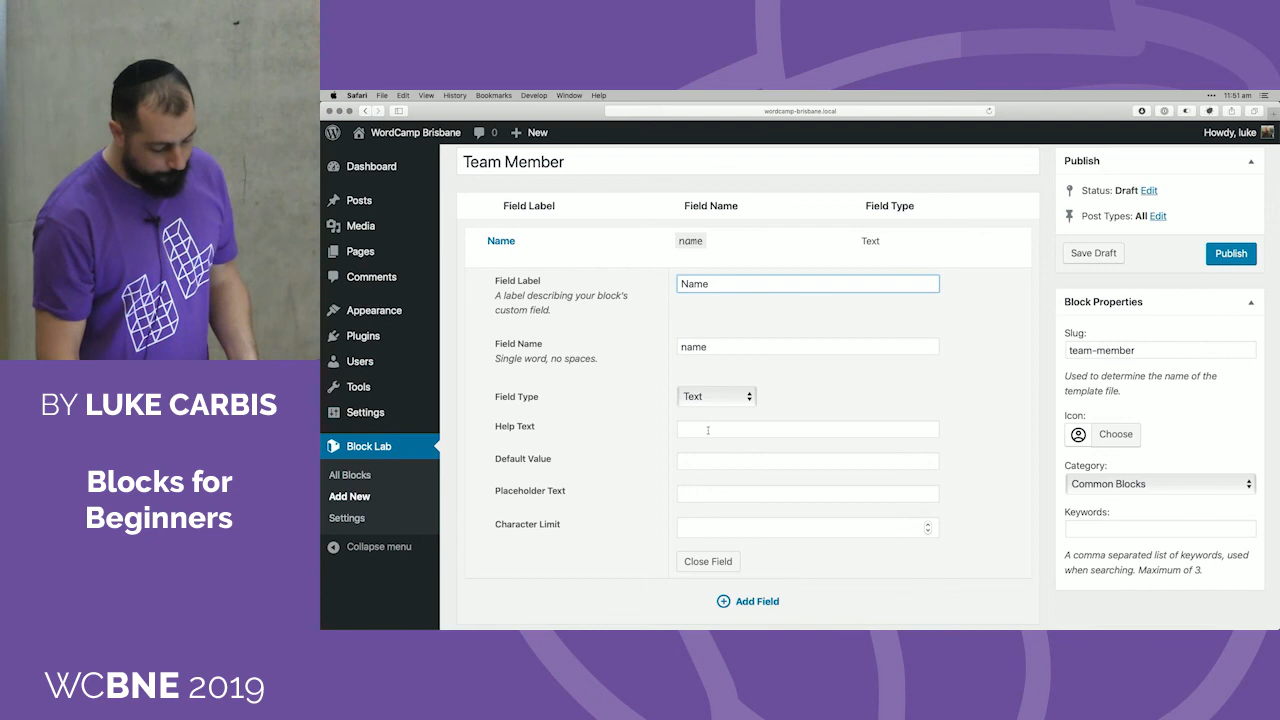 BY LUKE CARBIS
Blocks for
Beginners
WCBNE 2019
Safari File Edit View History Bookmarks Develop Window Help
11:51 am
wordcamp-brisbane.local
WordCamp Brisbane 0 New
Howdy, luke
Dashboard
Posts
Media
Pages
Comments
Appearance
Plugins
Users
Tools
Settings
Block Lab
All Blocks
Add New
Settings
Collapse menu
Team Member
Field Label Field Name Field Type
Name name Text
Field Label
A label describing your block's
custom field.
Name
Field Name
Single word, no spaces.
name
Field Type
Text
Help Text
Default Value
Placeholder Text
Character Limit
Close Field
Add Field
Publish
Status: Draft Edit
Post Types: All Edit
Save Draft
Publish
Block Properties
Slug:
team-member
Used to determine the name of the
template file.
Icon:
Choose
Category:
Common Blocks
Keywords:
A comma separated list of keywords, used
when searching. Maximum of 3.